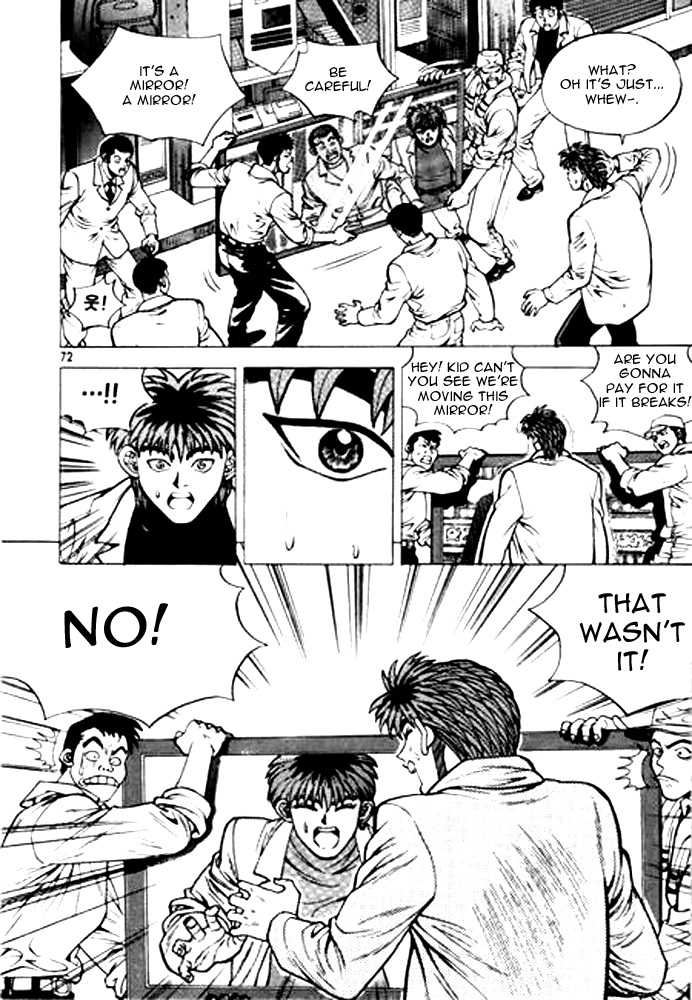 IT'S A
MIRROR!
A MIRROR!
BE
CAREFUL!
WHAT?
OH IT'S JUST...
WHEW~.
72
...!!
HEY! KID CAN'T
YOU SEE WE'RE
MOVING THIS
MIRROR!
ARE YOU
GONNA
PAY FOR IT
IF IT BREAKS!
NO!
THAT
WASN'T
IT!